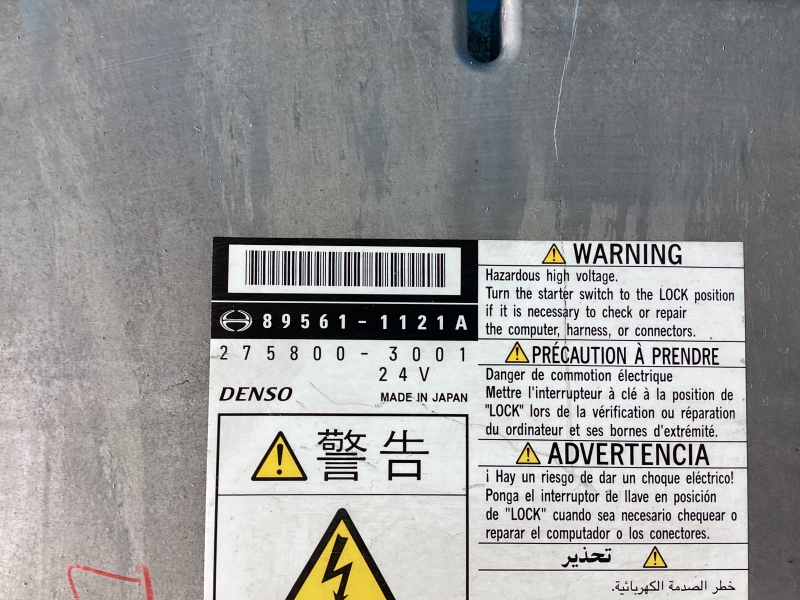 89561-1121A
275800-3001
24V
DENSO MADE IN JAPAN
警告
WARNING
Hazardous high voltage.
Turn the starter switch to the LOCK position
if it is necessary to check or repair
the computer, harness, or connectors.
PRÉCAUTION À PRENDRE
Danger de commotion électrique
Mettre l'interrupteur à clé à la position de
"LOCK" lors de la vérification ou réparation
du ordinateur et ses bornes d'extrémité.
ADVERTENCIA
¡ Hay un riesgo de dar un choque eléctrico!
Ponga el interruptor de llave en posición
de "LOCK" cuando sea necesario chequear o
reparar el computador o los conectores.
تحذير
خطر الصدمة الكهربائية.